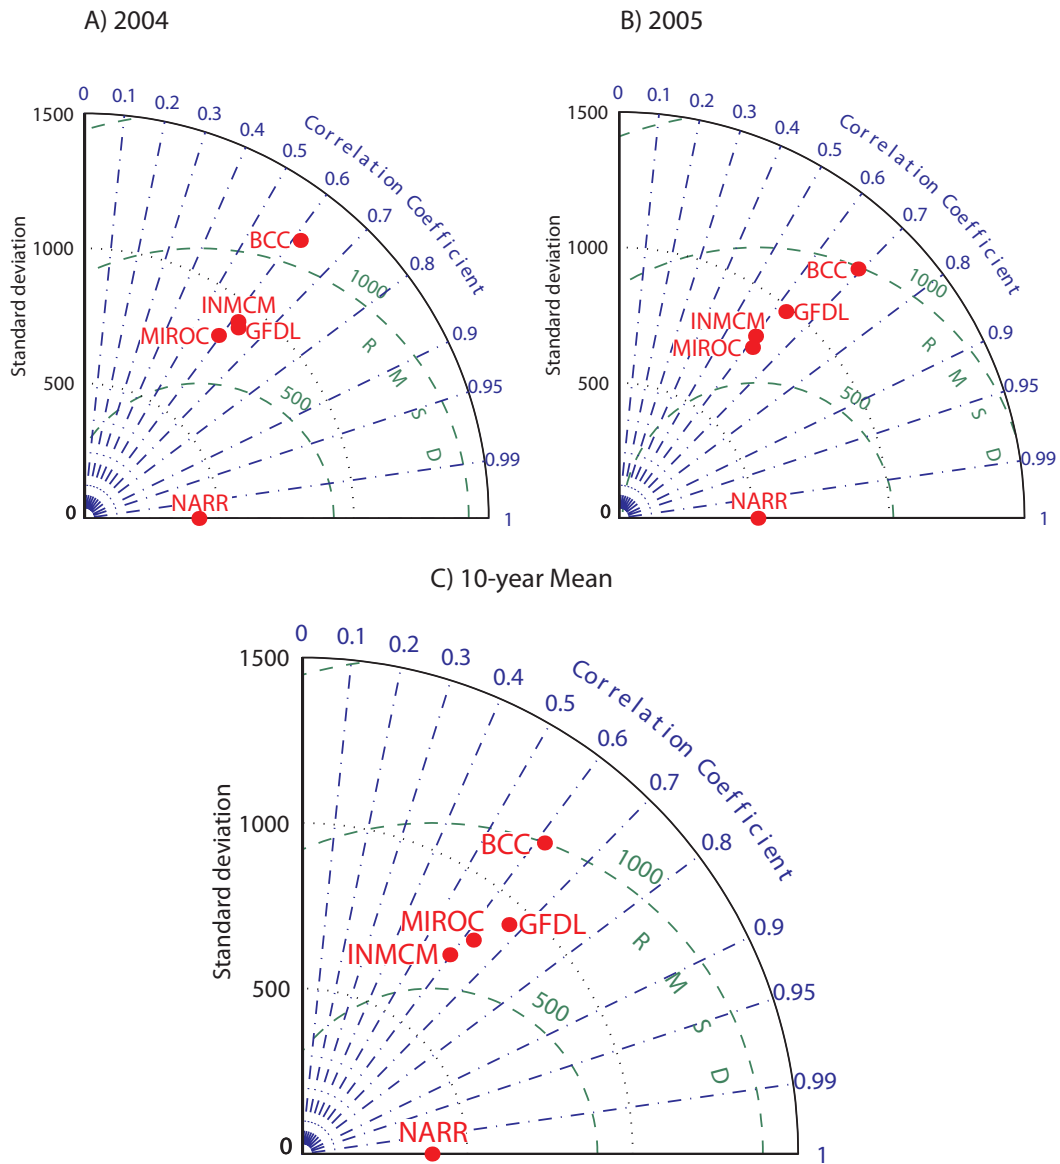 A) 2004
0 0.1 0.2 0.3 0.4 0.5 0.6 0.7 0.8 0.9 0.95 0.99 1
Correlation Coefficient
1500
1000
500
0
Standard deviation
BCC
INMCM
GFDL
MIROC
NARR
1000
500
RMSD
B) 2005
0 0.1 0.2 0.3 0.4 0.5 0.6 0.7 0.8 0.9 0.95 0.99 1
Correlation Coefficient
1500
1000
500
0
Standard deviation
BCC
GFDL
INMCM
MIROC
NARR
1000
500
RMSD
C) 10-year Mean
0 0.1 0.2 0.3 0.4 0.5 0.6 0.7 0.8 0.9 0.95 0.99 1
Correlation Coefficient
1500
1000
500
0
Standard deviation
BCC
MIROC
GFDL
INMCM
NARR
1000
500
RMSD